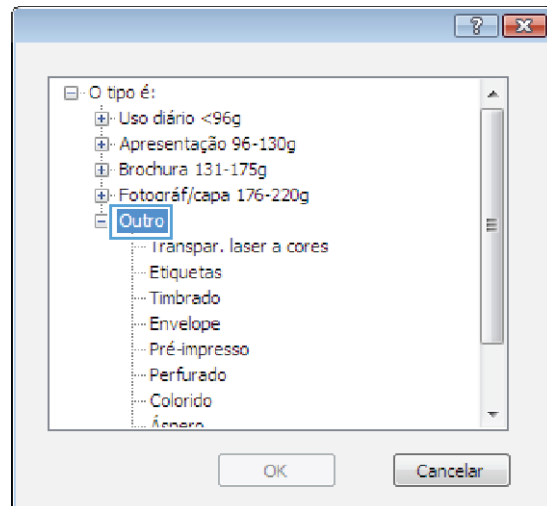 O tipo é:
Uso diário <96g
Apresentação 96-130g
Brochura 131-175g
Fotográf/capa 176-220g
Outro
Transpar. laser a cores
Etiquetas
Timbrado
Envelope
Pré-impresso
Perfurado
Colorido
Áspero
OK
Cancelar